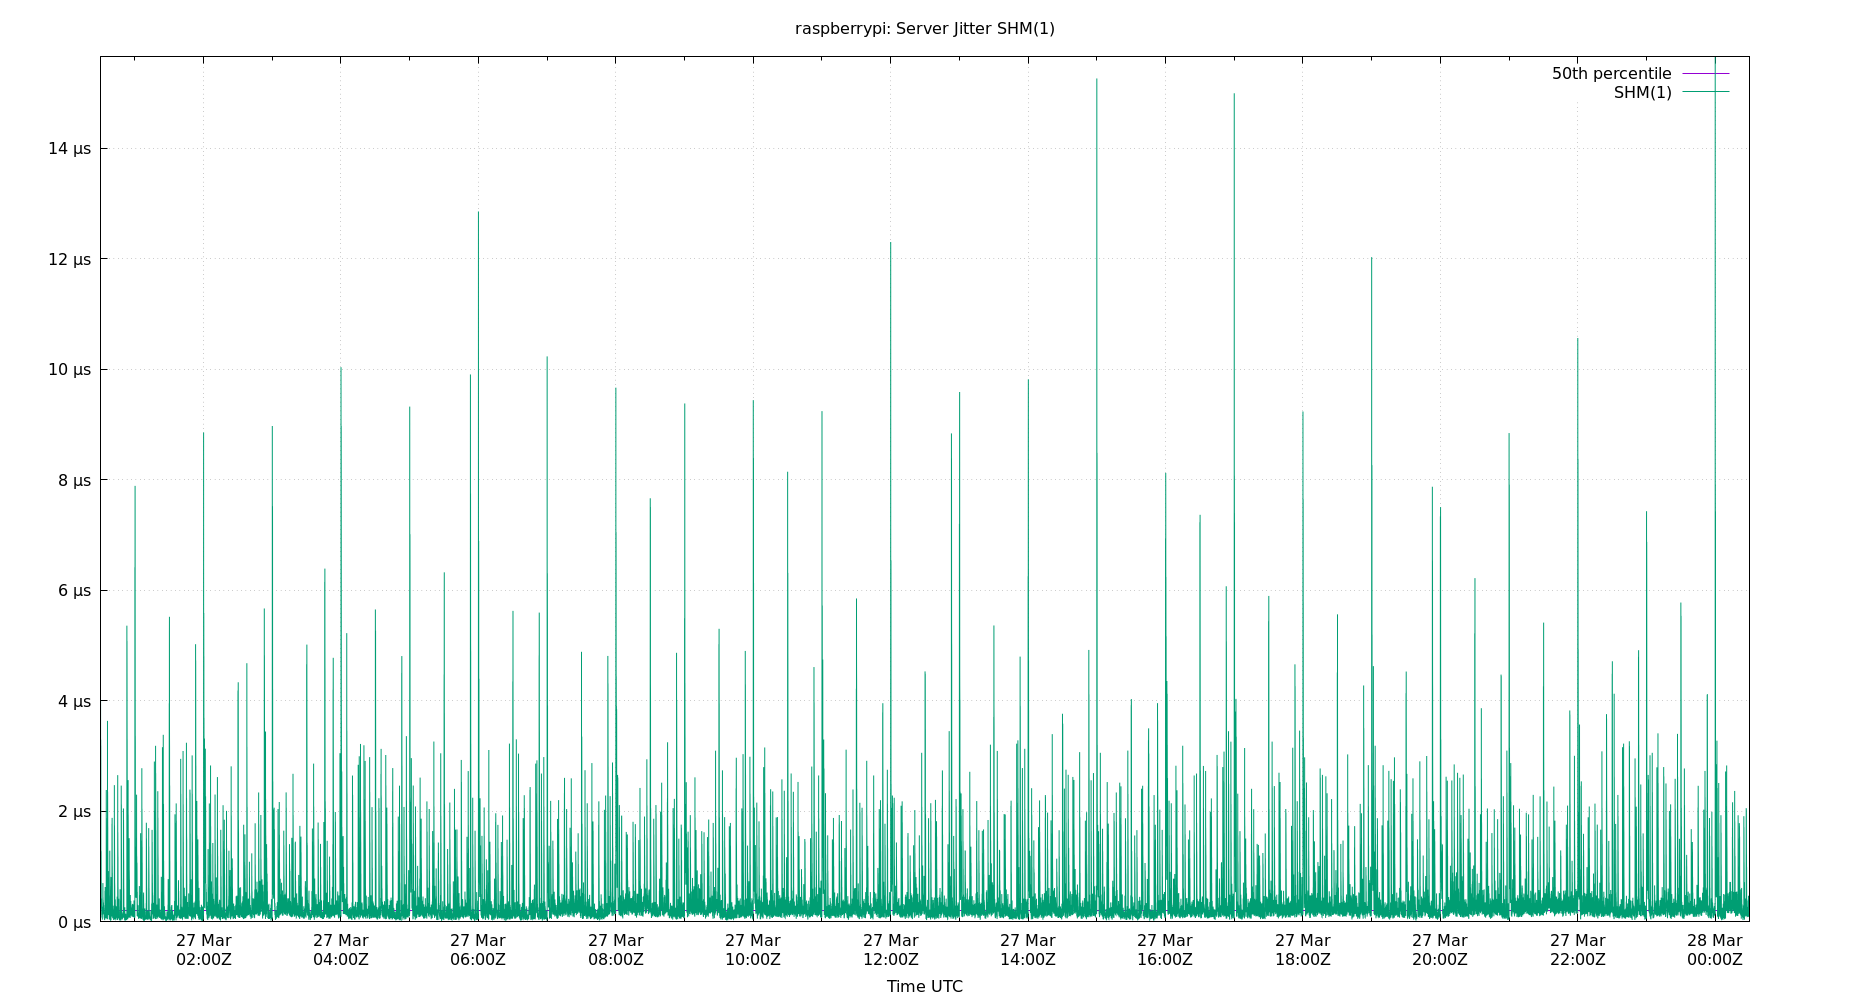 raspberrypi: Server Jitter SHM(1)
50th percentile
SHM(1)
14 µs
12 µs
10 µs
8 µs
6 µs
4 µs
2 µs
0 µs
27 Mar 27 Mar 27 Mar 27 Mar 27 Mar 27 Mar 27 Mar 27 Mar 27 Mar 27 Mar 27 Mar 28 Mar
02:00Z 04:00Z 06:00Z 08:00Z 10:00Z 12:00Z 14:00Z 16:00Z 18:00Z 20:00Z 22:00Z 00:00Z
Time UTC